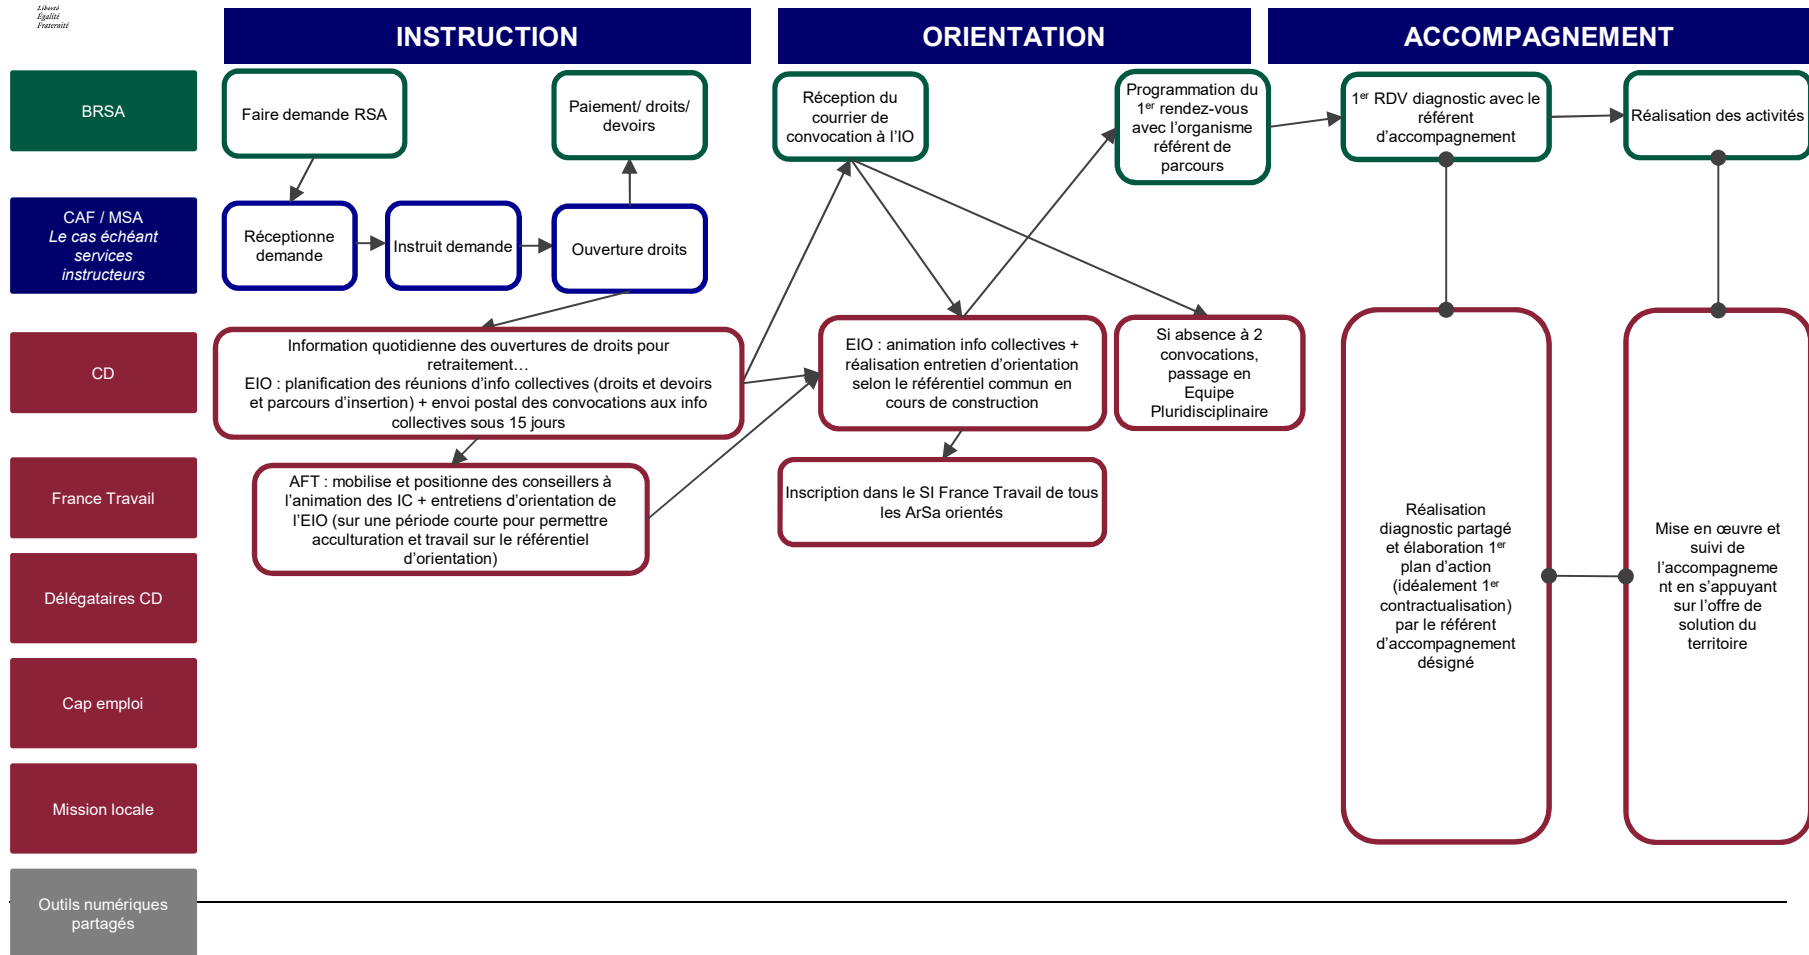 Liberté
Égalité
Fraternité
INSTRUCTION
ORIENTATION
ACCOMPAGNEMENT
BRSA
Faire demande RSA
Paiement/ droits/
devoirs
Réception du
courrier de
convocation à l'IO
Programmation du
1er rendez-vous
avec l'organisme
référent de
parcours
1er RDV diagnostic avec le
référent
d'accompagnement
Réalisation des activités
CAF / MSA
Le cas échéant
services
instructeurs
Réceptionne
demande
Instruit demande
Ouverture droits
CD
Information quotidienne des ouvertures de droits pour
retraitement…
EIO : planification des réunions d'info collectives (droits et devoirs
et parcours d'insertion) + envoi postal des convocations aux info
collectives sous 15 jours
EIO : animation info collectives +
réalisation entretien d'orientation
selon le référentiel commun en
cours de construction
Si absence à 2
convocations,
passage en
Equipe
Pluridisciplinaire
France Travail
AFT : mobilise et positionne des conseillers à
l'animation des IC + entretiens d'orientation de
l'EIO (sur une période courte pour permettre
acculturation et travail sur le référentiel
d'orientation)
Inscription dans le SI France Travail de tous
les ArSa orientés
Réalisation
diagnostic partagé
et élaboration 1er
plan d'action
(idéalement 1er
contractualisation)
par le référent
d'accompagnement
désigné
Mise en œuvre et
suivi de
l'accompagneme
nt en s'appuyant
sur l'offre de
solution du
territoire
Délégataires CD
Cap emploi
Mission locale
Outils numériques
partagés